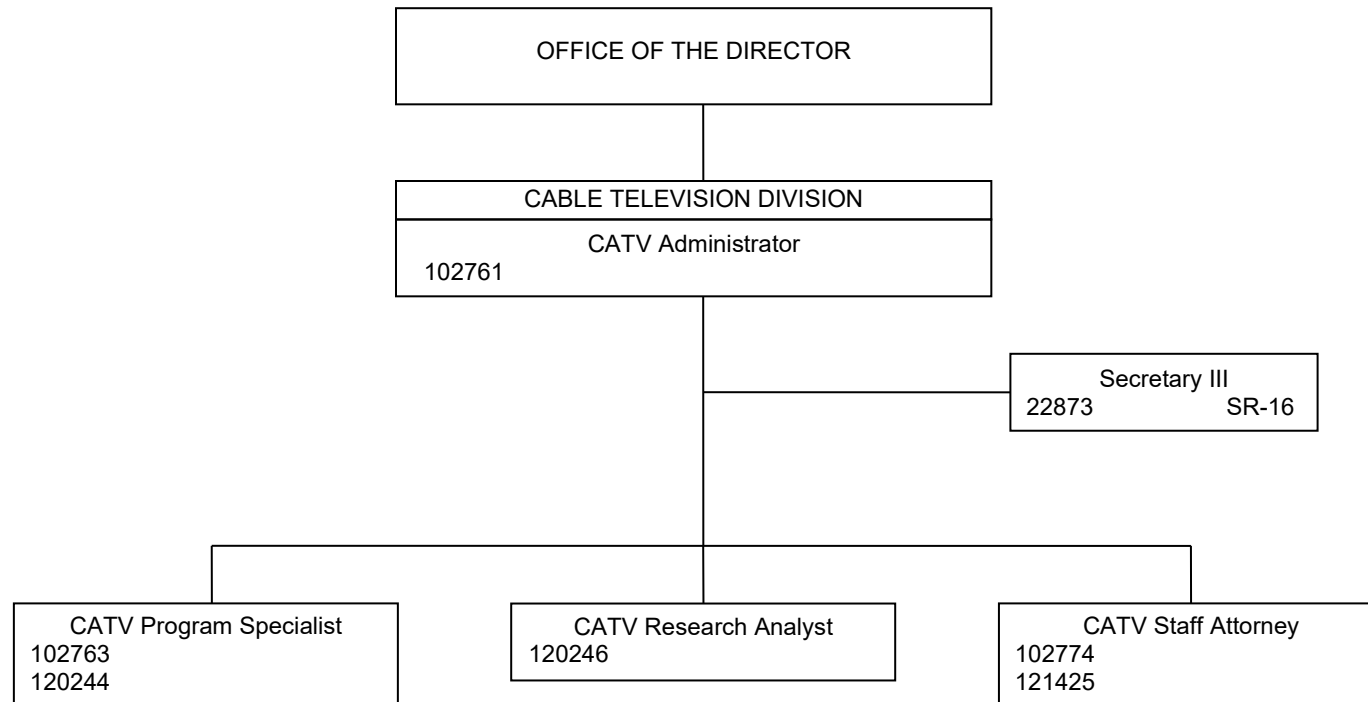 OFFICE OF THE DIRECTOR
CABLE TELEVISION DIVISION
CATV Administrator
102761
Secretary III
22873 SR-16
CATV Program Specialist
102763
120244
CATV Research Analyst
120246
CATV Staff Attorney
102774
121425